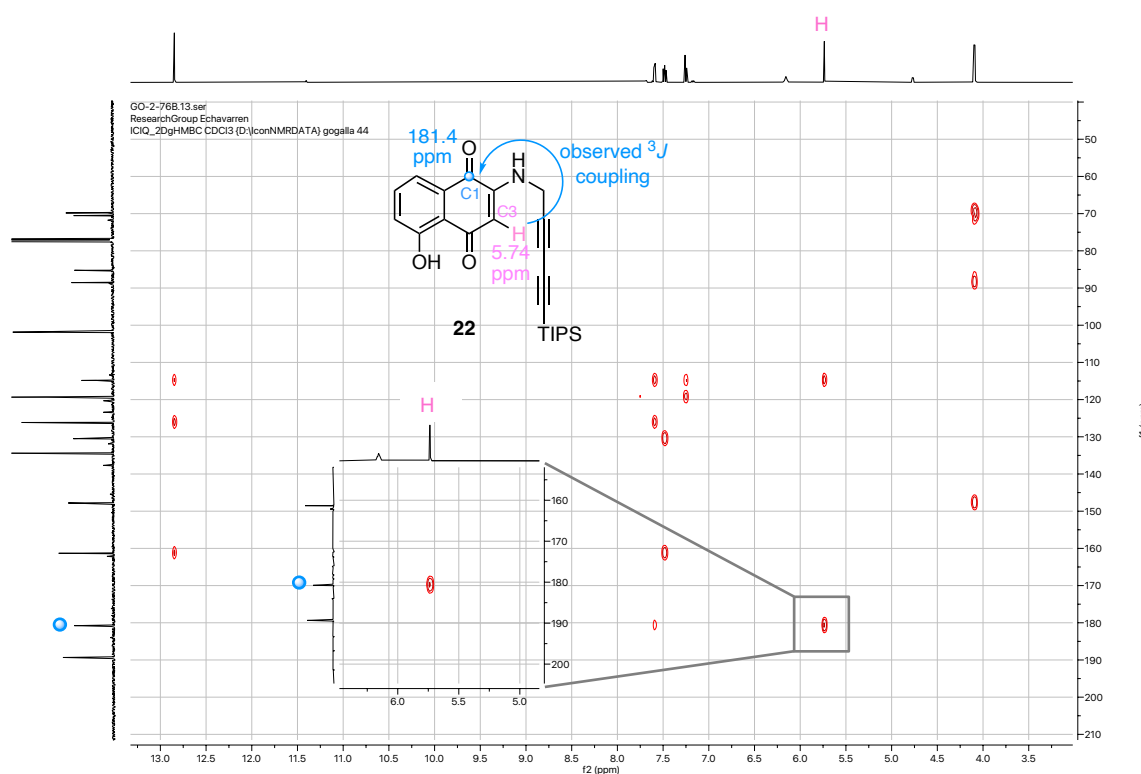 H
GO-2-76B.13.ser
ResearchGroup Echavarren
ICIQ_2DgHMBC CDCl3 {D:\IconNMRDATA} gogalla 44
181.4
ppm
O
H
N
observed ³J
coupling
C1
C3
H
5.74
ppm
OH
O
22
TIPS
50
60
70
80
90
100
110
120
130
140
150
160
170
180
190
200
210
H
160
170
180
190
200
6.0 5.5 5.0
13.0 12.5 12.0 11.5 11.0 10.5 10.0 9.5 9.0 8.5 8.0 7.5 7.0 6.5 6.0 5.5 5.0 4.5 4.0 3.5
f2 (ppm)